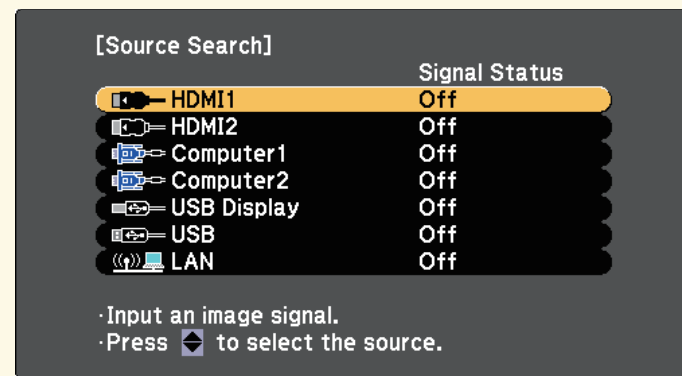 [Source Search]
Signal Status
HDMI1 Off
HDMI2 Off
Computer1 Off
Computer2 Off
USB Display Off
USB Off
LAN Off
·Input an image signal.
·Press to select the source.